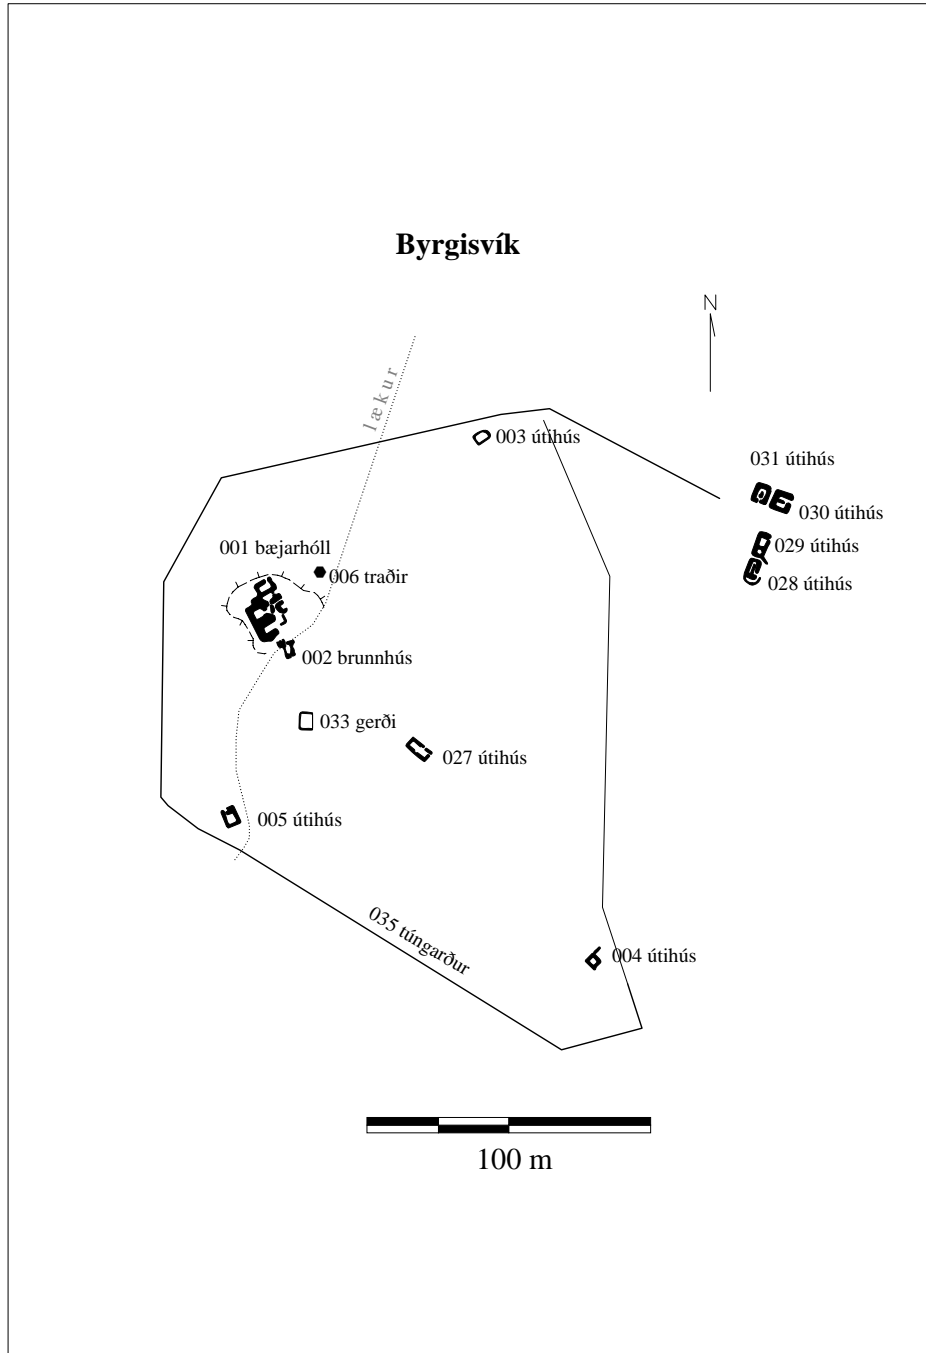 Byrgisvík
N
lækur
003 útihús
031 útihús
030 útihús
001 bæjarhóll
029 útihús
006 traðir
028 útihús
002 brunnhús
033 gerði
027 útihús
005 útihús
035 túngarður
004 útihús
100 m